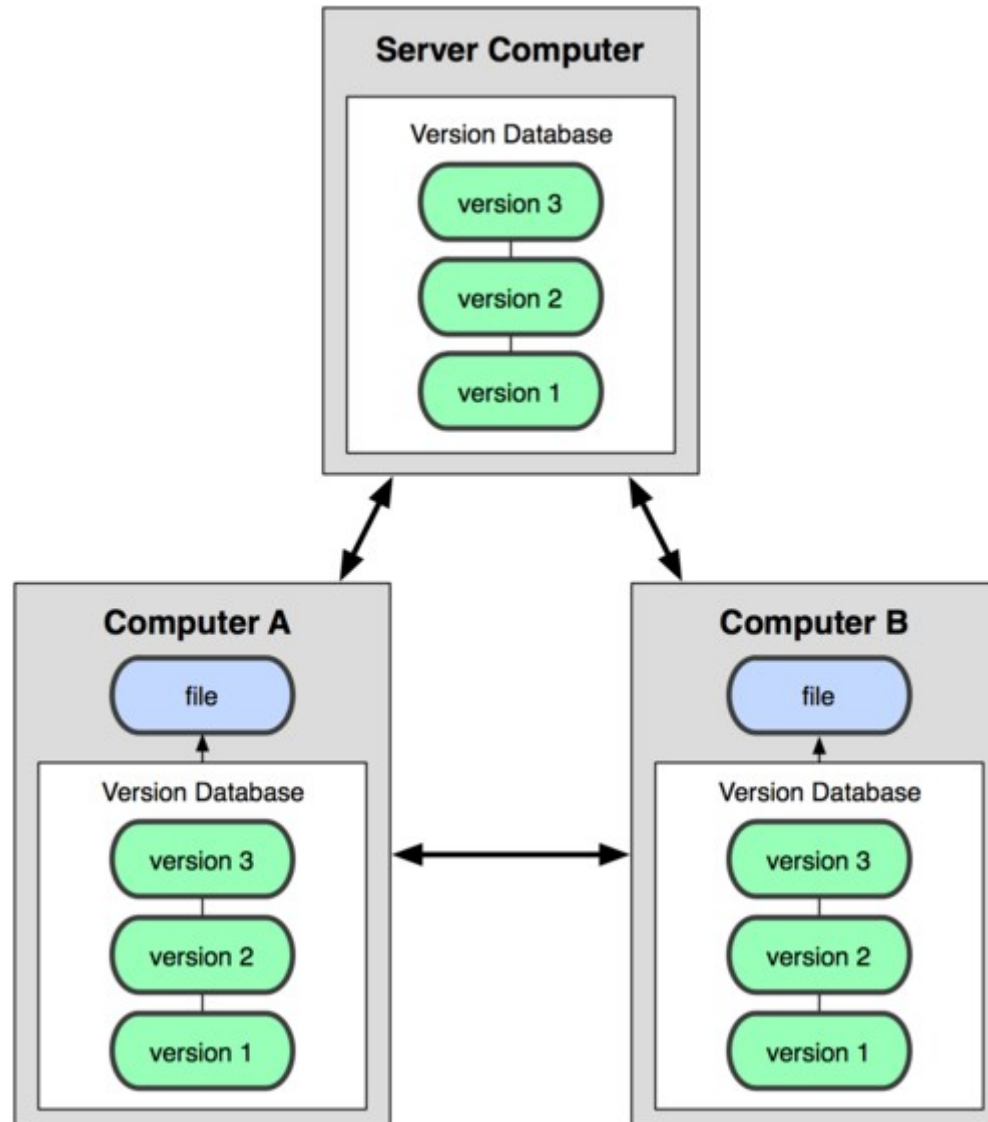 Server Computer
Version Database
version 3
version 2
version 1
Computer A
file
Version Database
version 3
version 2
version 1
Computer B
file
Version Database
version 3
version 2
version 1